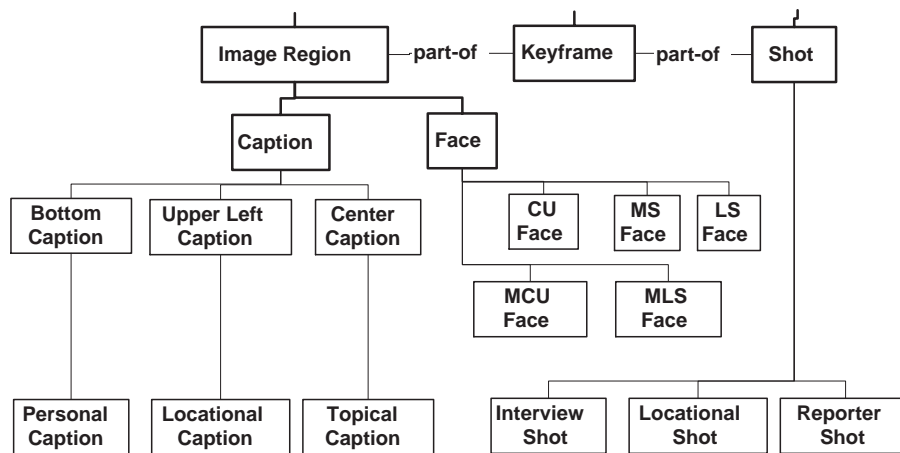 Image Region
part-of
Keyframe
part-of
Shot
Caption
Face
Bottom
Caption
Upper Left
Caption
Center
Caption
CU
Face
MS
Face
LS
Face
MCU
Face
MLS
Face
Personal
Caption
Locational
Caption
Topical
Caption
Interview
Shot
Locational
Shot
Reporter
Shot